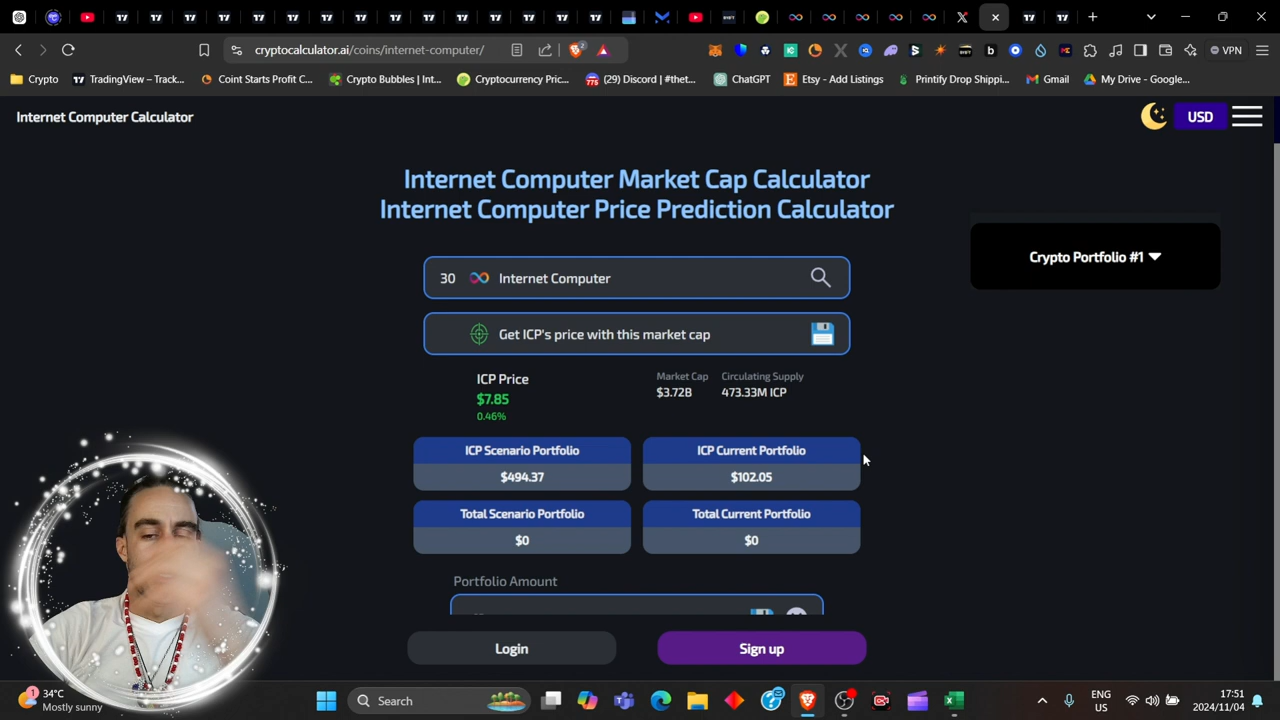 cryptocalculator.ai/coins/internet-computer/
VPN
Crypto
TradingView – Track...
Coint Starts Profit C...
Crypto Bubbles | Int...
Cryptocurrency Pric...
(29) Discord | #thet...
ChatGPT
Etsy - Add Listings
Printify Drop Shippi...
Gmail
My Drive - Google...
Internet Computer Calculator
USD
Internet Computer Market Cap Calculator
Internet Computer Price Prediction Calculator
30 Internet Computer
Get ICP's price with this market cap
Crypto Portfolio #1
ICP Price
$7.85
0.46%
Market Cap
$3.72B
Circulating Supply
473.33M ICP
ICP Scenario Portfolio
$494.37
ICP Current Portfolio
$102.05
Total Scenario Portfolio
$0
Total Current Portfolio
$0
Portfolio Amount
Login
Sign up
1
34°C
Mostly sunny
Search
ENG
US
17:51
2024/11/04